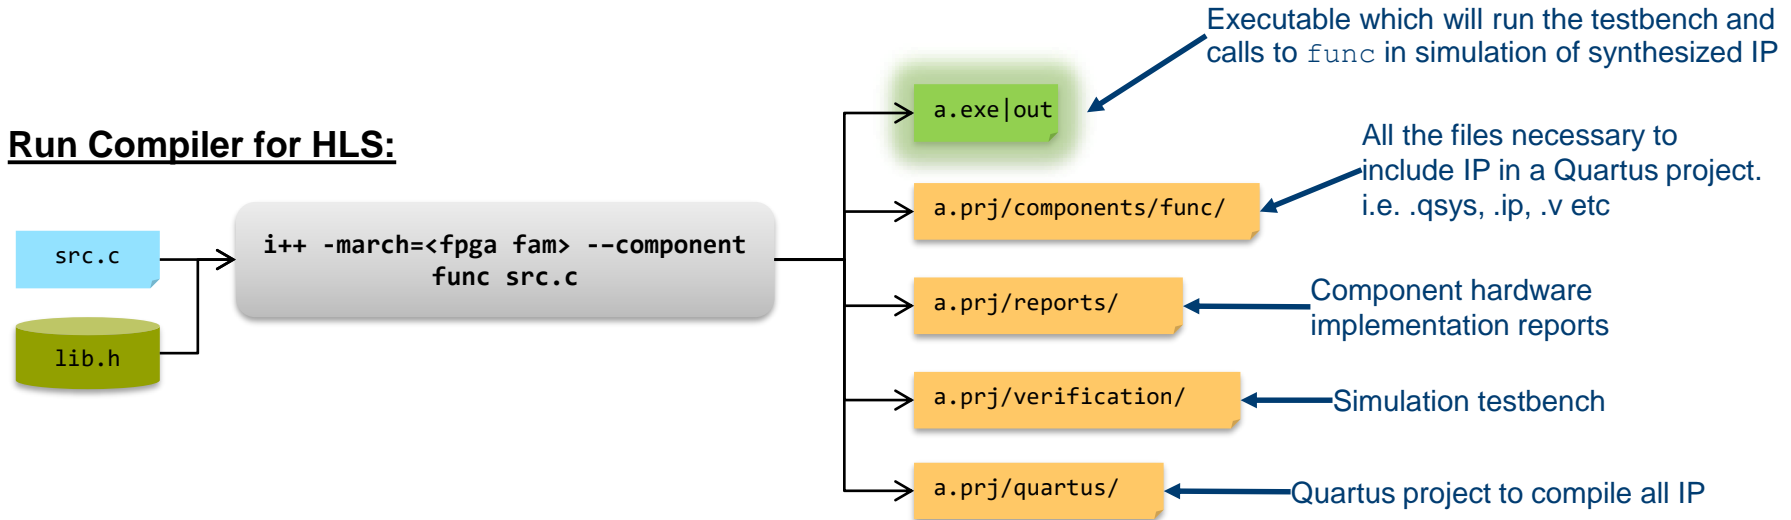 Executable which will run the testbench and
calls to func in simulation of synthesized IP
a.exe|out
Run Compiler for HLS:
All the files necessary to
include IP in a Quartus project.
i.e. .qsys, .ip, .v etc
a.prj/components/func/
src.c
i++ -march=<fpga fam> --component
func src.c
lib.h
a.prj/reports/
Component hardware
implementation reports
a.prj/verification/
Simulation testbench
a.prj/quartus/
Quartus project to compile all IP